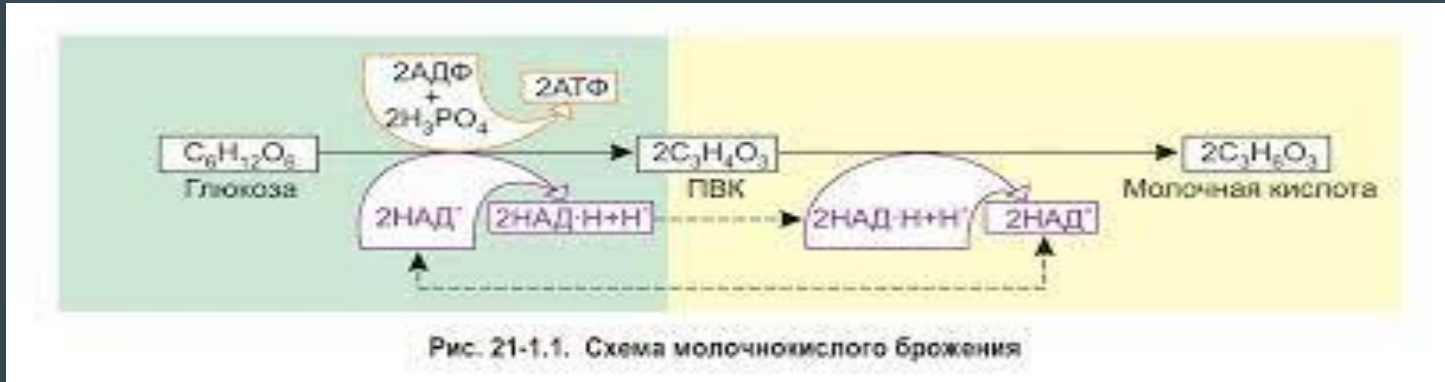 2АДФ
+
2H₃PO₄
2АТФ
C₆H₁₂O₆
Глюкоза
2C₃H₄O₃
ПВК
2C₃H₆O₃
Молочная кислота
2НАД⁺
2НАД·Н+Н⁺
2НАД·Н+Н⁺
2НАД⁺
Рис. 21-1.1. Схема молочнокислого брожения